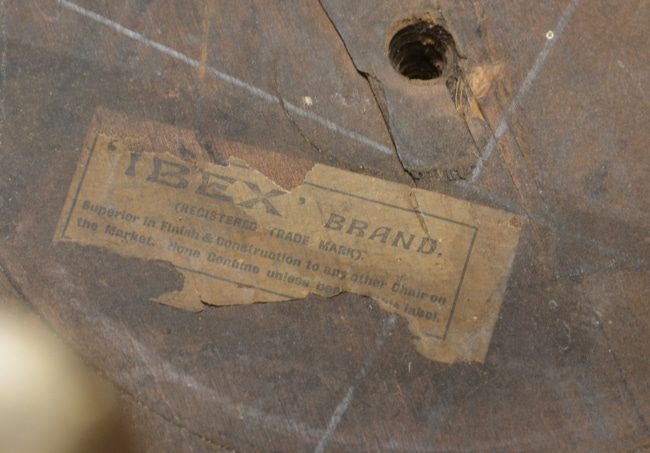 'IBEX' BRAND.
(REGISTERED TRADE MARK).
Superior in Finish & Construction to any other Chair on
the Market. None Genuine unless label.